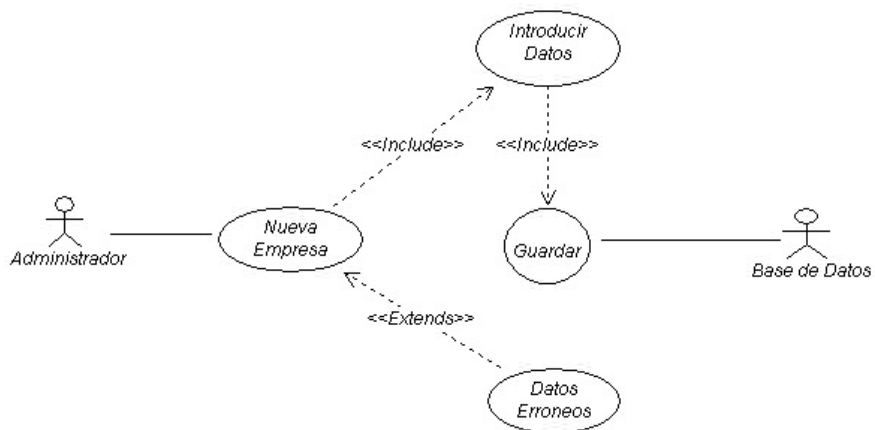 Introducir
Datos
<<Include>>
<<Include>>
Nueva
Empresa
Guardar
Administrador
Base de Datos
<<Extends>>
Datos
Erroneos